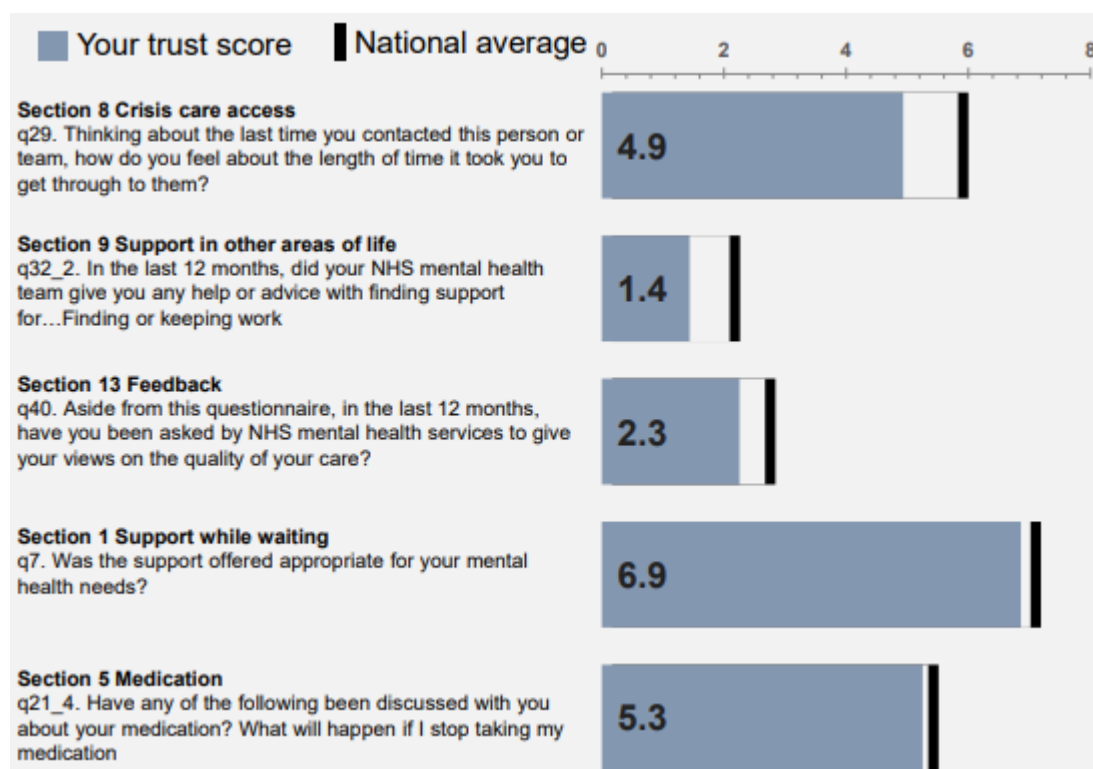 Your trust score
National average
0 2 4 6 8
Section 8 Crisis care access
q29. Thinking about the last time you contacted this person or
team, how do you feel about the length of time it took you to
get through to them?
4.9
Section 9 Support in other areas of life
q32_2. In the last 12 months, did your NHS mental health
team give you any help or advice with finding support
for…Finding or keeping work
1.4
Section 13 Feedback
q40. Aside from this questionnaire, in the last 12 months,
have you been asked by NHS mental health services to give
your views on the quality of your care?
2.3
Section 1 Support while waiting
q7. Was the support offered appropriate for your mental
health needs?
6.9
Section 5 Medication
q21_4. Have any of the following been discussed with you
about your medication? What will happen if I stop taking my
medication
5.3